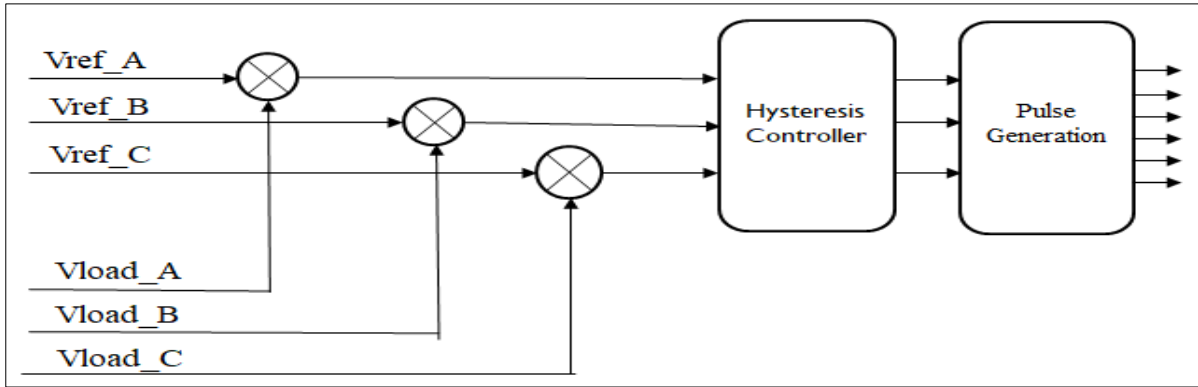 Vref_A
Vref_B
Vref_C
Vload_A
Vload_B
Vload_C
Hysteresis
Controller
Pulse
Generation